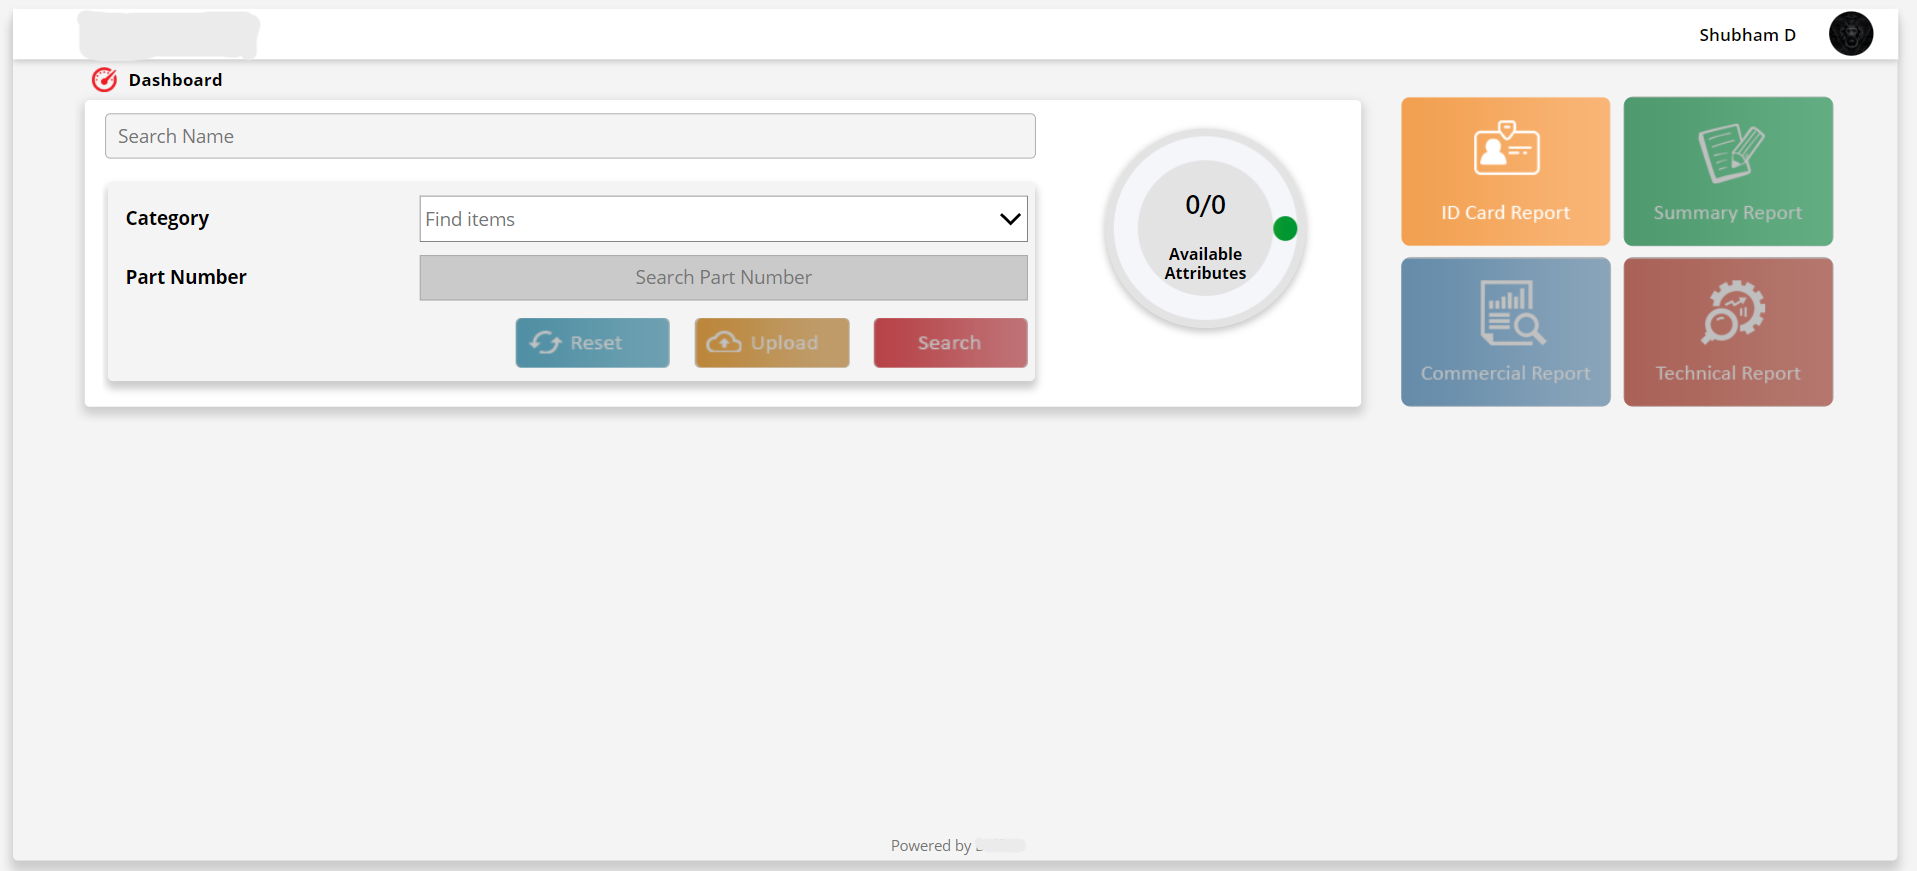 Shubham D
Dashboard
Search Name
Category
Find items
Part Number
Search Part Number
Reset
Upload
Search
0/0
Available
Attributes
ID Card Report
Summary Report
Commercial Report
Technical Report
Powered by